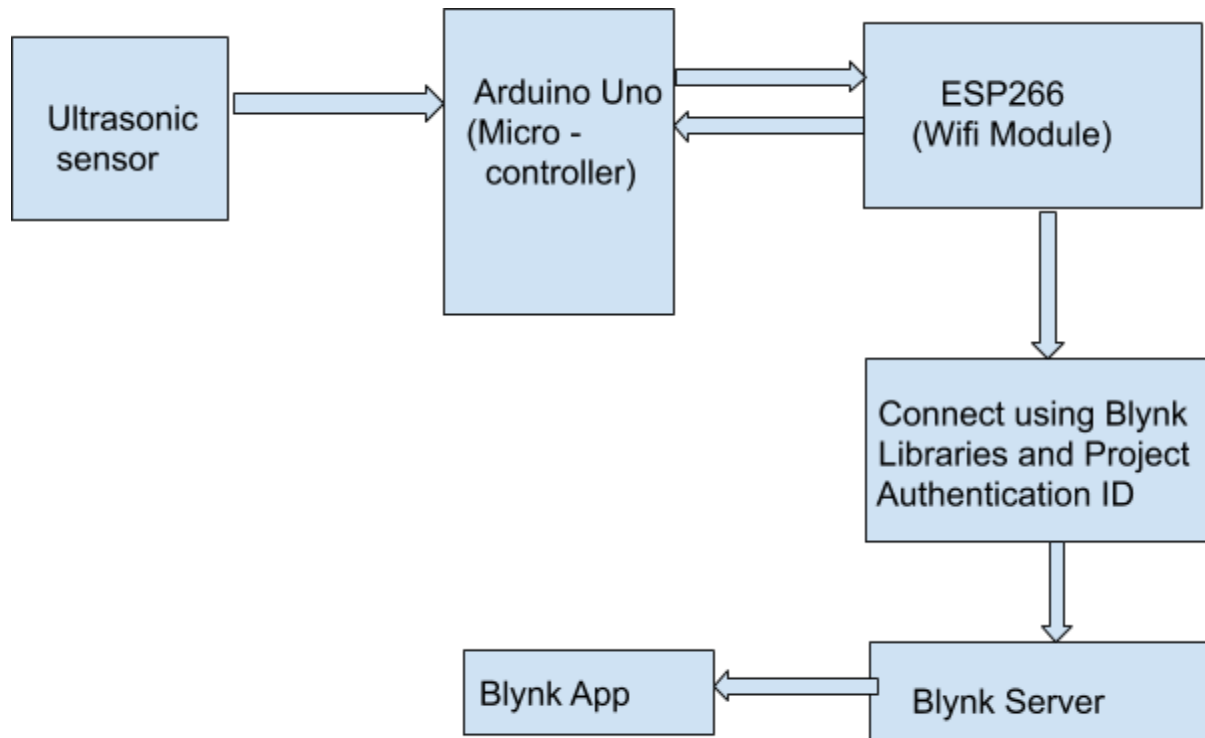 Ultrasonic
sensor
Arduino Uno
(Micro -
controller)
ESP266
(Wifi Module)
Connect using Blynk
Libraries and Project
Authentication ID
Blynk App
Blynk Server